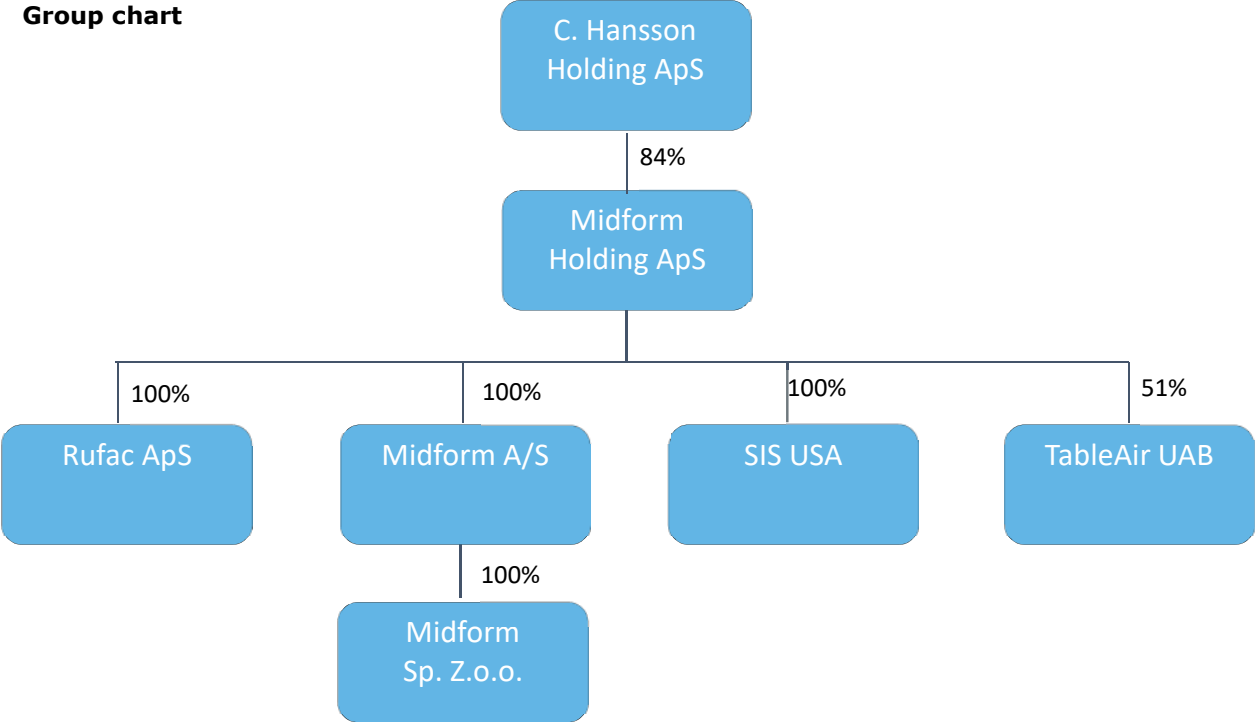 Group chart
C. Hansson
Holding ApS
84%
Midform
Holding ApS
100%
100%
100%
51%
Rufac ApS
Midform A/S
SIS USA
TableAir UAB
100%
Midform
Sp. Z.o.o.